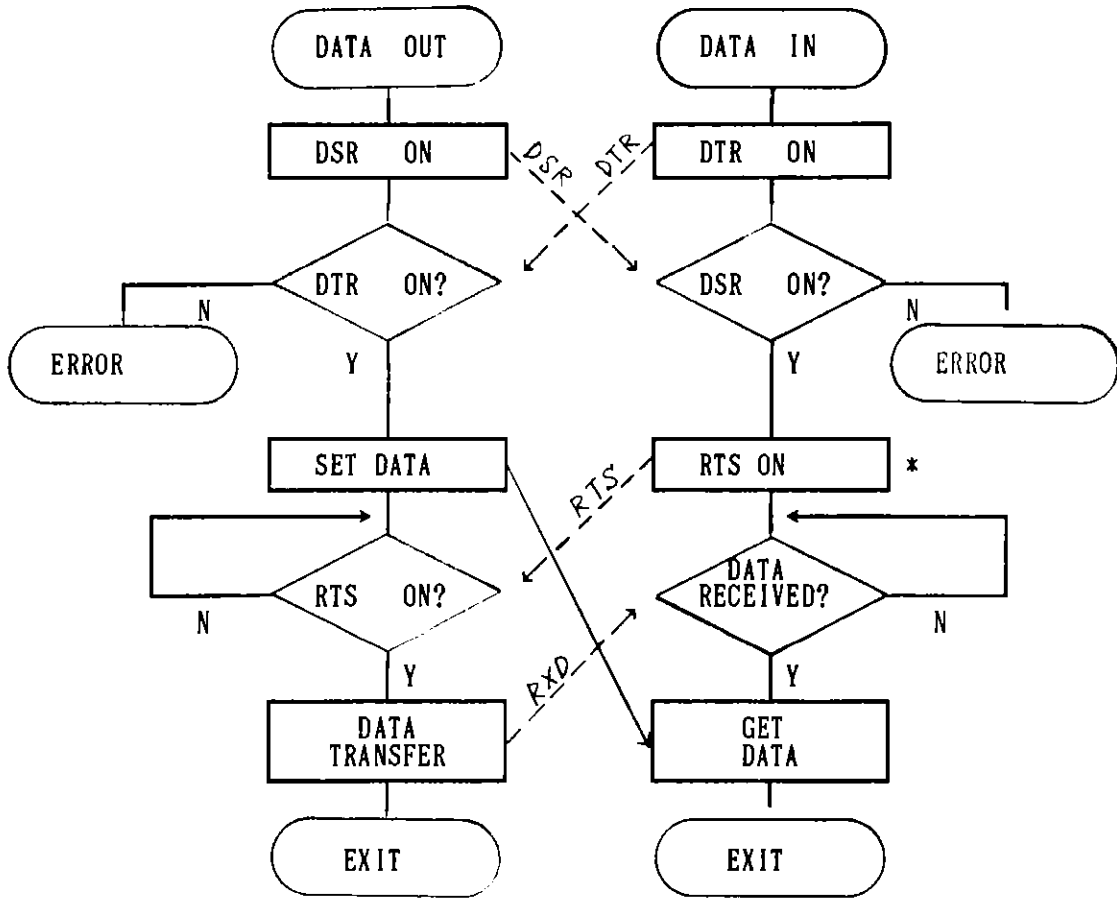 DATA OUT
DATA IN
DSR ON
DSR
DTR
DTR ON
DTR ON?
DSR ON?
N
N
ERROR
Y
Y
ERROR
SET DATA
RTS
RTS ON
*
RTS ON?
DATA
RECEIVED?
N
N
Y
RXD
Y
DATA
TRANSFER
GET
DATA
EXIT
EXIT